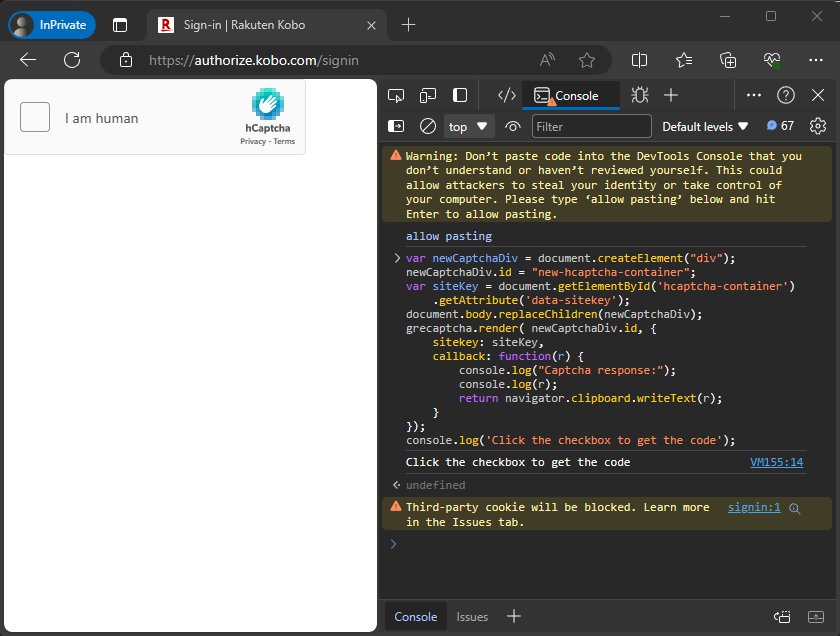 InPrivate
Sign-in | Rakuten Kobo
https://authorize.kobo.com/signin
I am human
hCaptcha
Privacy - Terms
Console
top
Filter
Default levels
67
Warning: Don’t paste code into the DevTools Console that you
don’t understand or haven’t reviewed yourself. This could
allow attackers to steal your identity or take control of
your computer. Please type ‘allow pasting’ below and hit
Enter to allow pasting.
allow pasting
var newCaptchaDiv = document.createElement("div");
newCaptchaDiv.id = "new-hcaptcha-container";
var siteKey = document.getElementById('hcaptcha-container')
.getAttribute('data-sitekey');
document.body.replaceChildren(newCaptchaDiv);
grecaptcha.render( newCaptchaDiv.id, {
sitekey: siteKey,
callback: function(r) {
console.log("Captcha response:");
console.log(r);
return navigator.clipboard.writeText(r);
}
});
console.log('Click the checkbox to get the code');
Click the checkbox to get the code VM155:14
undefined
Third-party cookie will be blocked. Learn more signin:1
in the Issues tab.
Console Issues